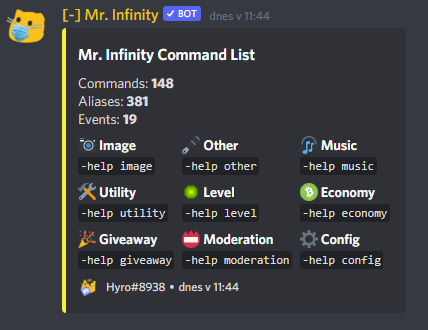 [-] Mr. Infinity ✓ BOT dnes v 11:44
Mr. Infinity Command List
Commands: 148
Aliases: 381
Events: 19
Image Other Music
-help image -help other -help music
Utility Level Economy
-help utility -help level -help economy
Giveaway Moderation Config
-help giveaway -help moderation -help config
Hyro#8938 • dnes v 11:44